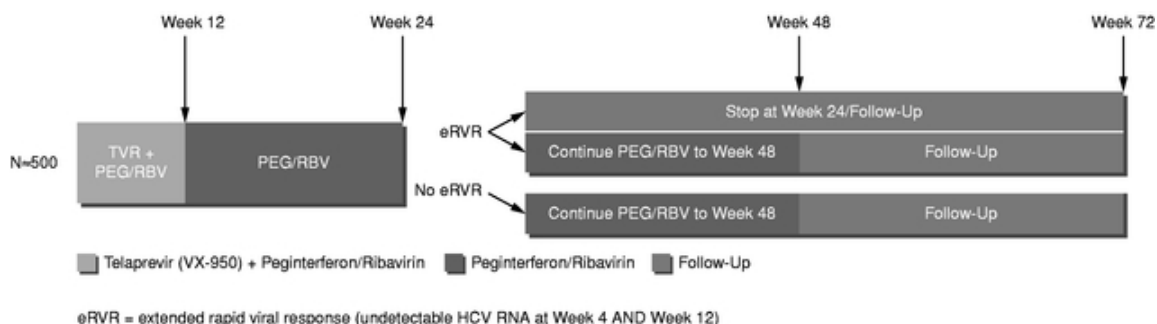 Week 12
Week 24
Week 48
Week 72
N≈500
TVR +
PEG/RBV
PEG/RBV
eRVR
No eRVR
Stop at Week 24/Follow-Up
Continue PEG/RBV to Week 48
Follow-Up
Continue PEG/RBV to Week 48
Follow-Up
Telaprevir (VX-950) + Peginterferon/Ribavirin
Peginterferon/Ribavirin
Follow-Up
eRVR = extended rapid viral response (undetectable HCV RNA at Week 4 AND Week 12)